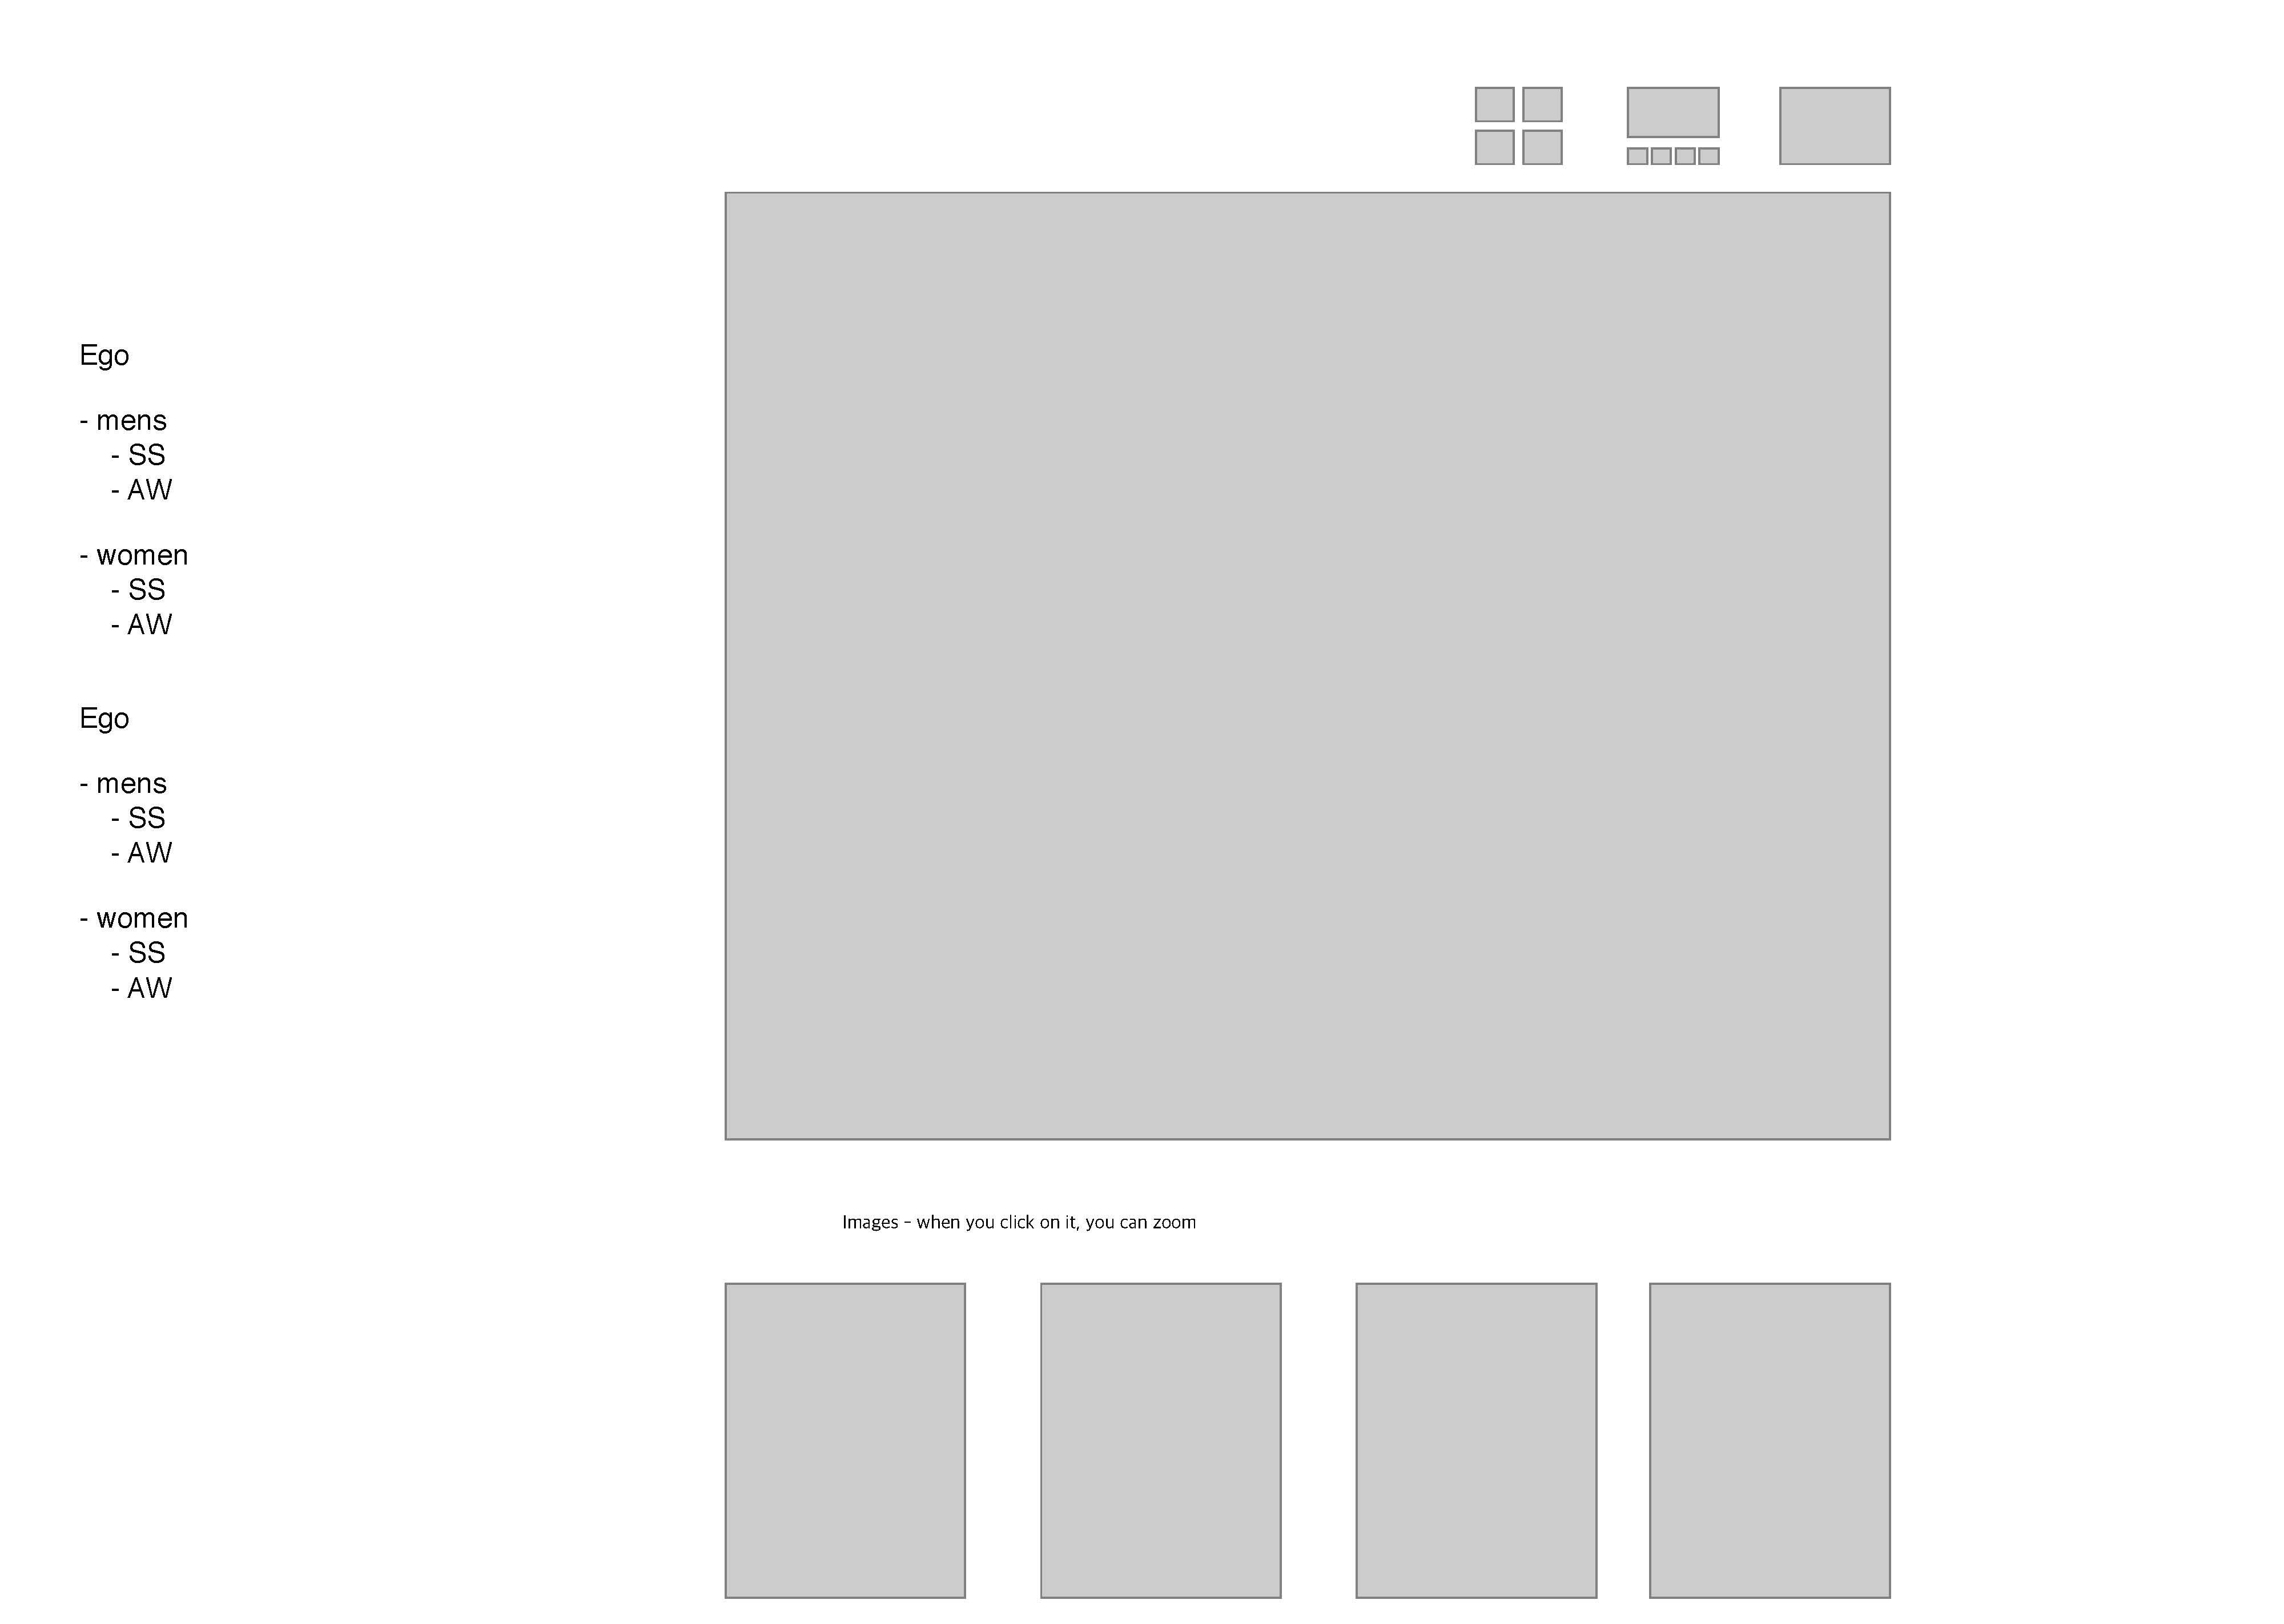 Ego
- mens
- SS
- AW
- women
- SS
- AW
Ego
- mens
- SS
- AW
- women
- SS
- AW
Images – when you click on it, you can zoom